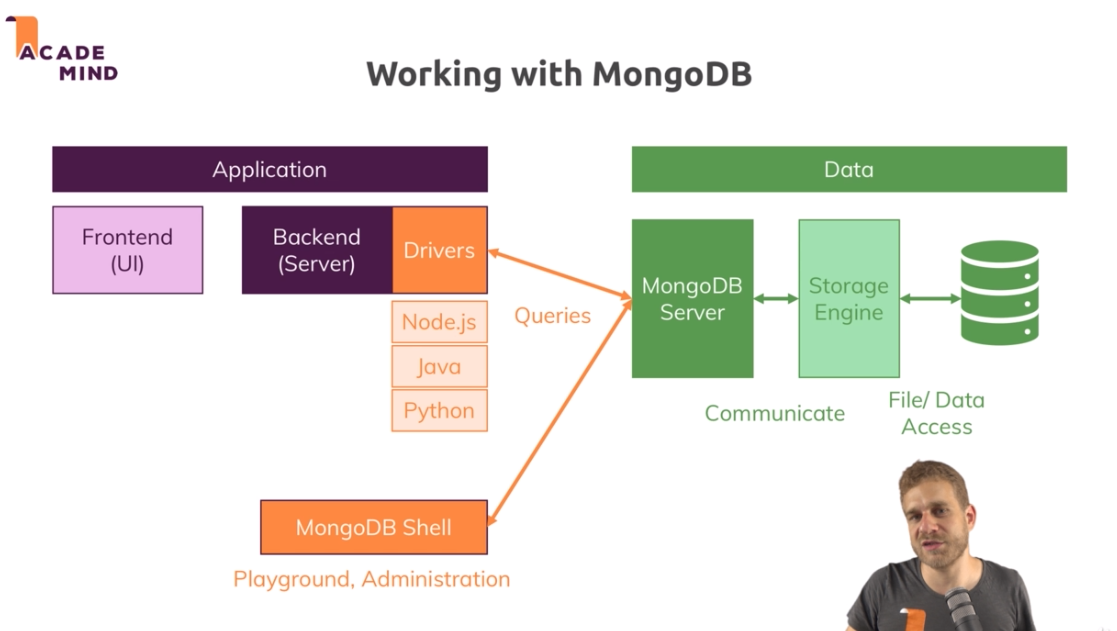 ACADE
MIND
Working with MongoDB
Application
Data
Frontend
(UI)
Backend
(Server)
Drivers
Node.js
Java
Python
Queries
MongoDB
Server
Storage
Engine
Communicate
File/ Data
Access
MongoDB Shell
Playground, Administration